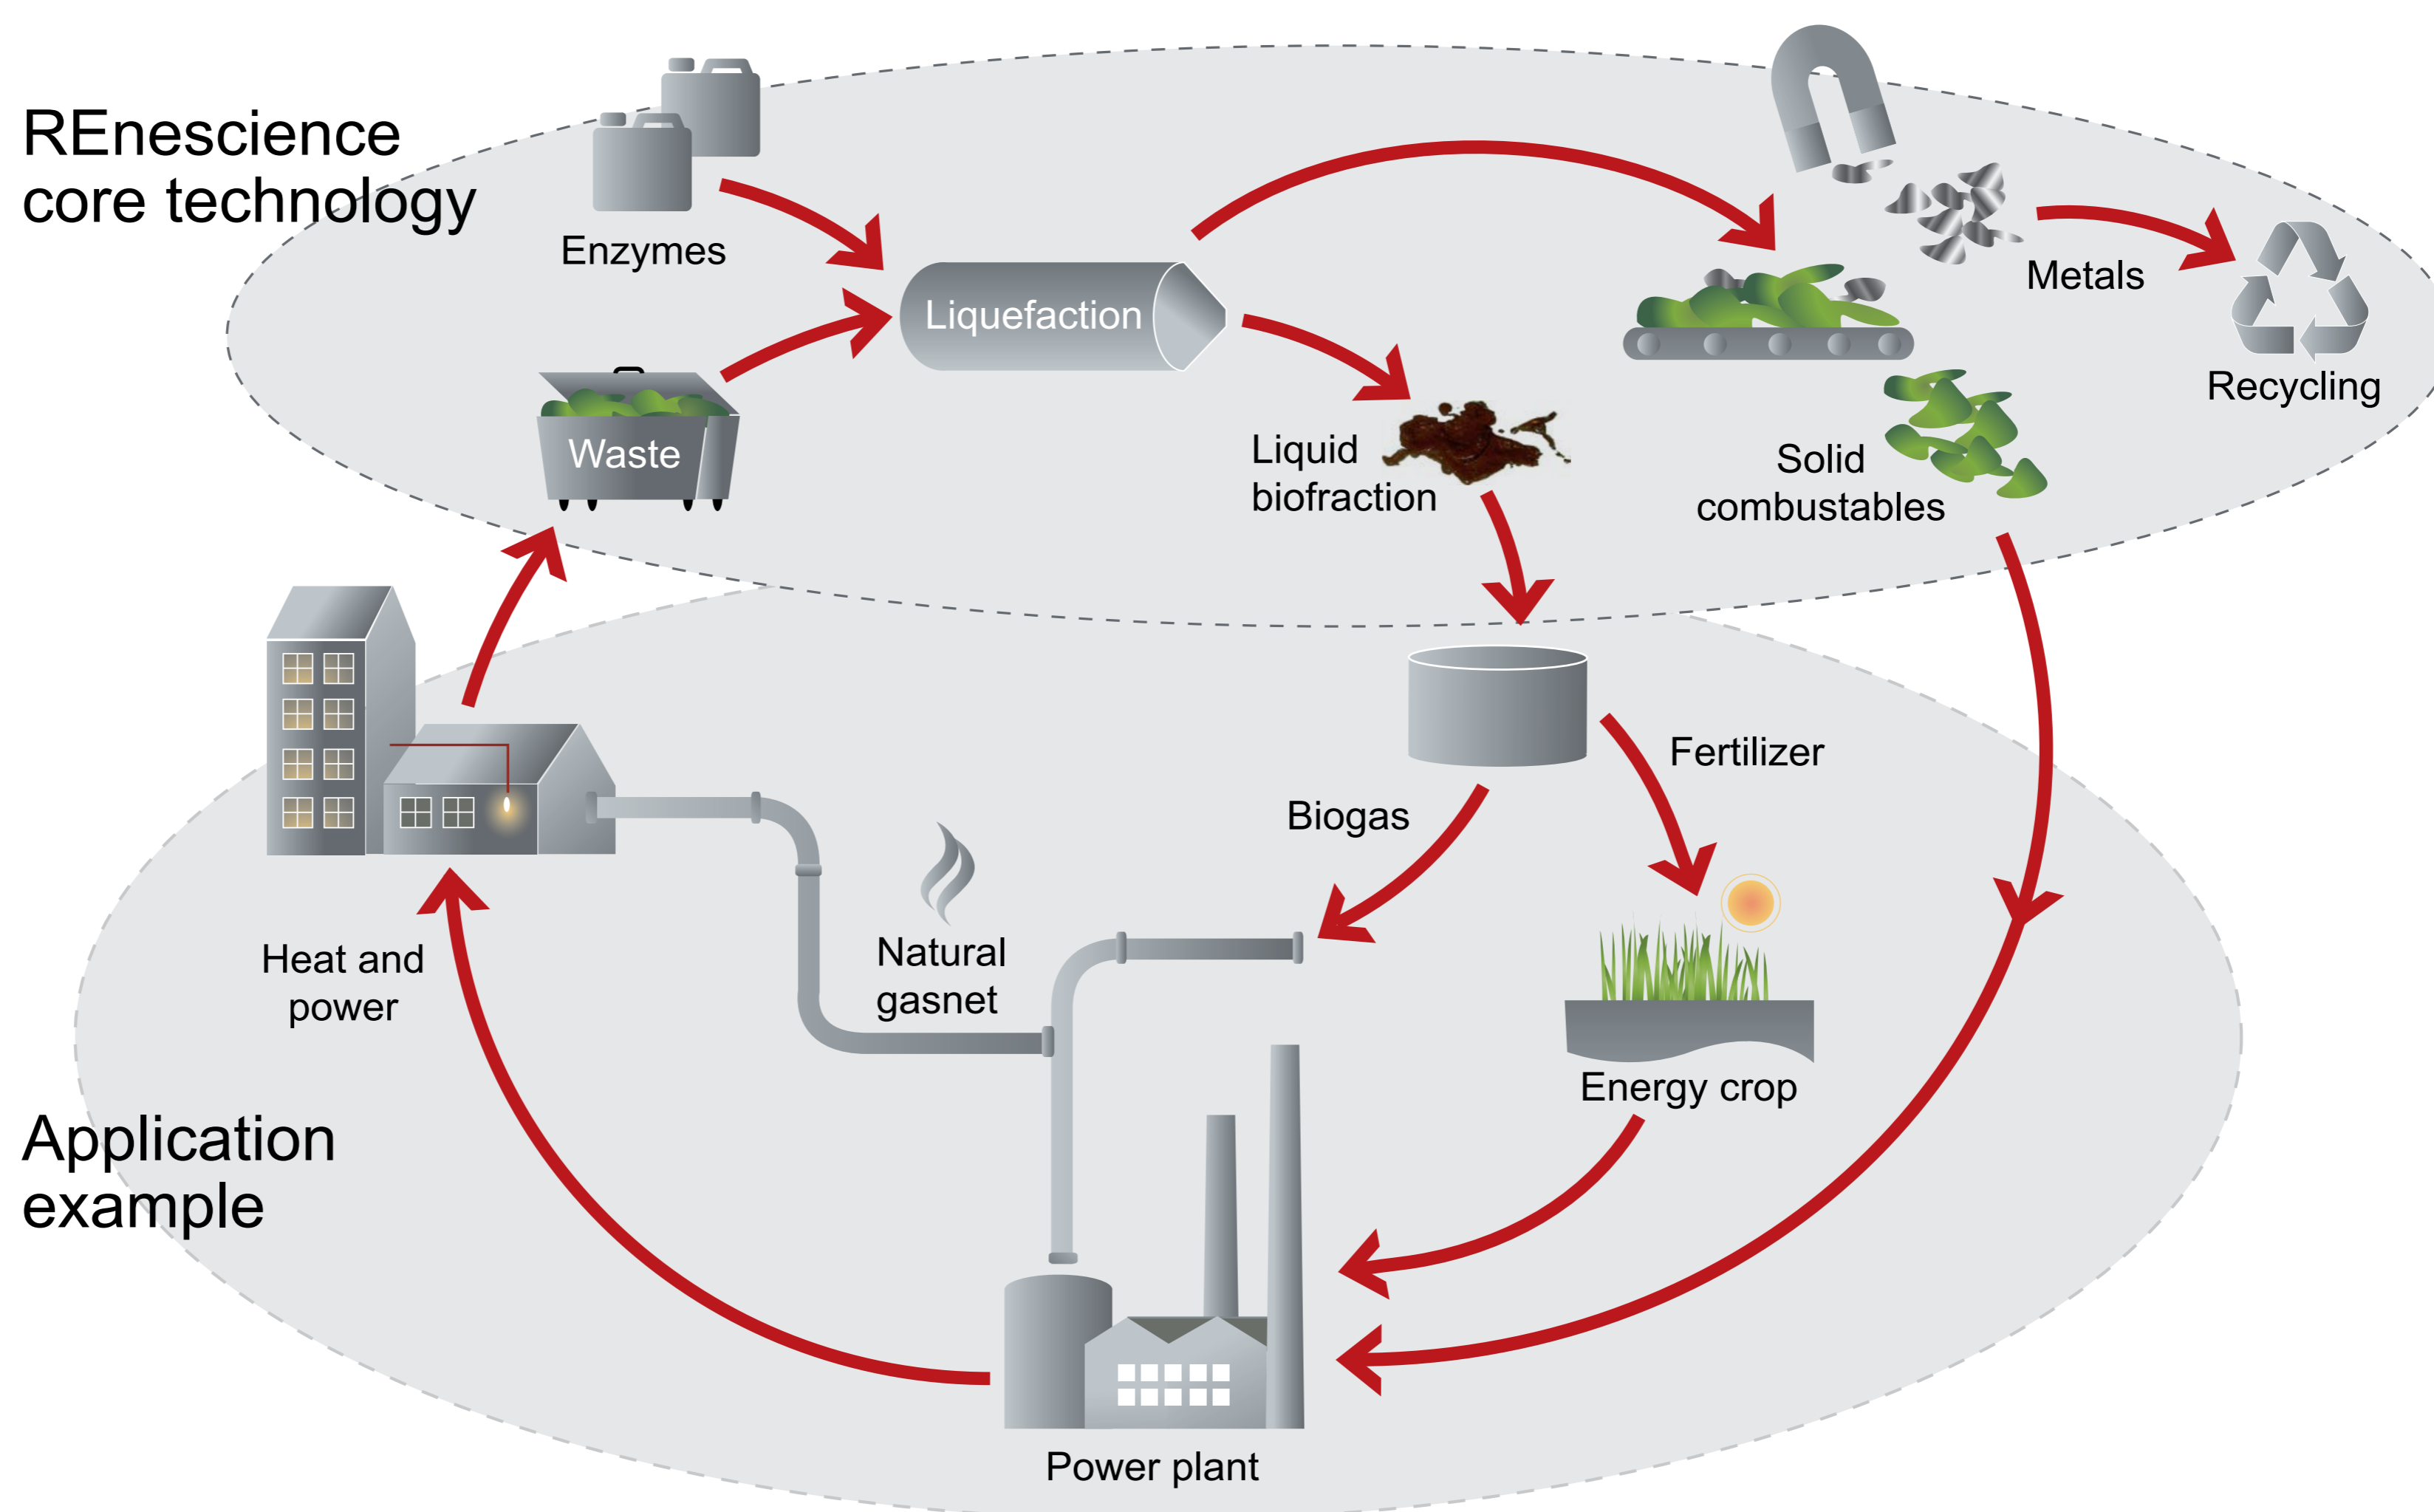 REnescience
core technology
Enzymes
Liquefaction
Waste
Liquid
biofraction
Metals
Recycling
Solid
combustables
Fertilizer
Biogas
Natural
gasnet
Heat and
power
Energy crop
Application
example
Power plant